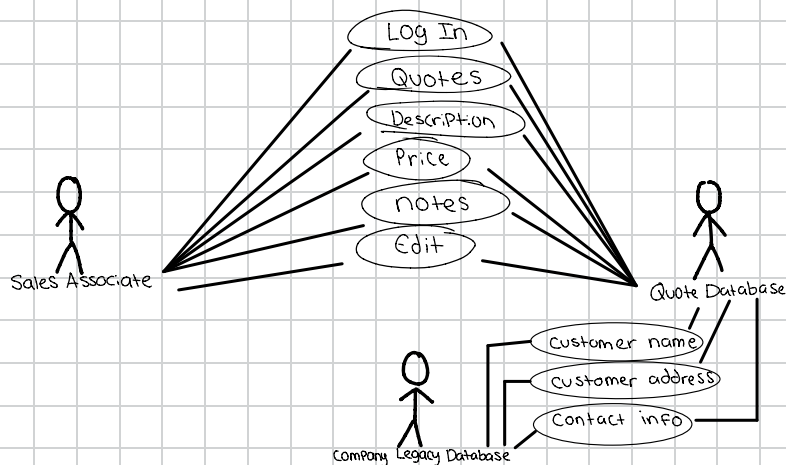 Log In
Quotes
Description
Price
notes
Edit
Sales Associate
Quote Database
customer name
customer address
Contact info
Company Legacy Database